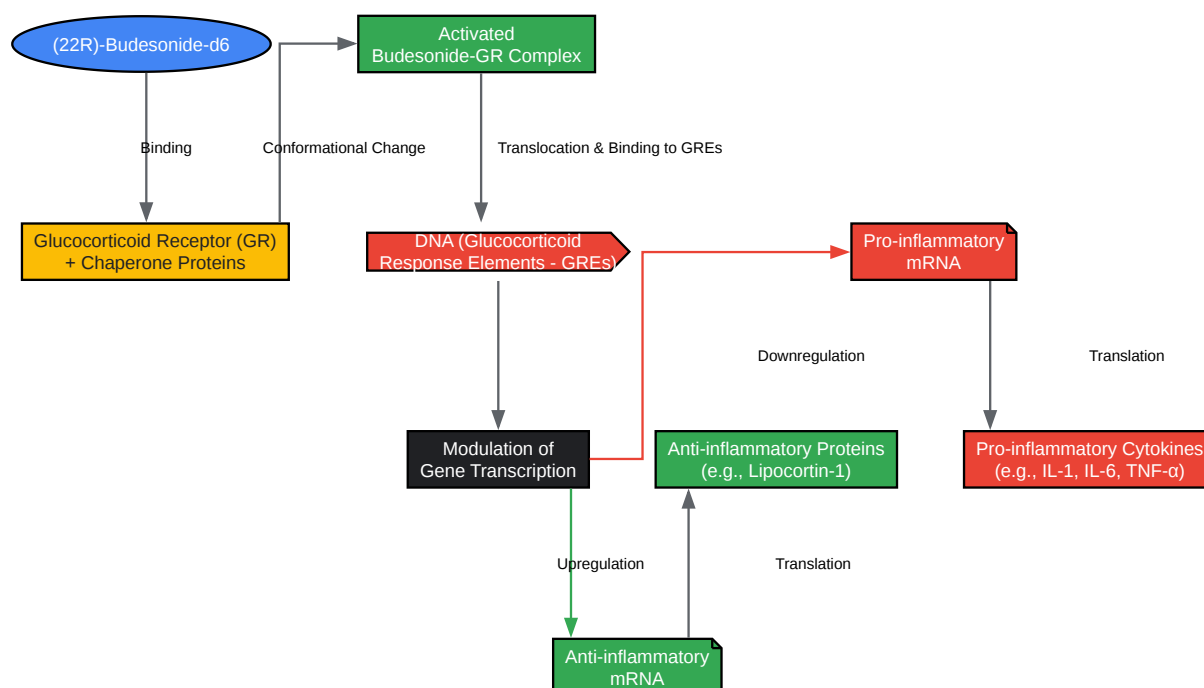 (22R)-Budesonide-d6
Activated
Budesonide-GR Complex
Binding
Conformational Change
Translocation & Binding to GREs
Glucocorticoid Receptor (GR)
+ Chaperone Proteins
DNA (Glucocorticoid
Response Elements - GREs)
Pro-inflammatory
mRNA
Downregulation
Translation
Modulation of
Gene Transcription
Anti-inflammatory Proteins
(e.g., Lipocortin-1)
Pro-inflammatory Cytokines
(e.g., IL-1, IL-6, TNF-α)
Upregulation
Translation
Anti-inflammatory
mRNA